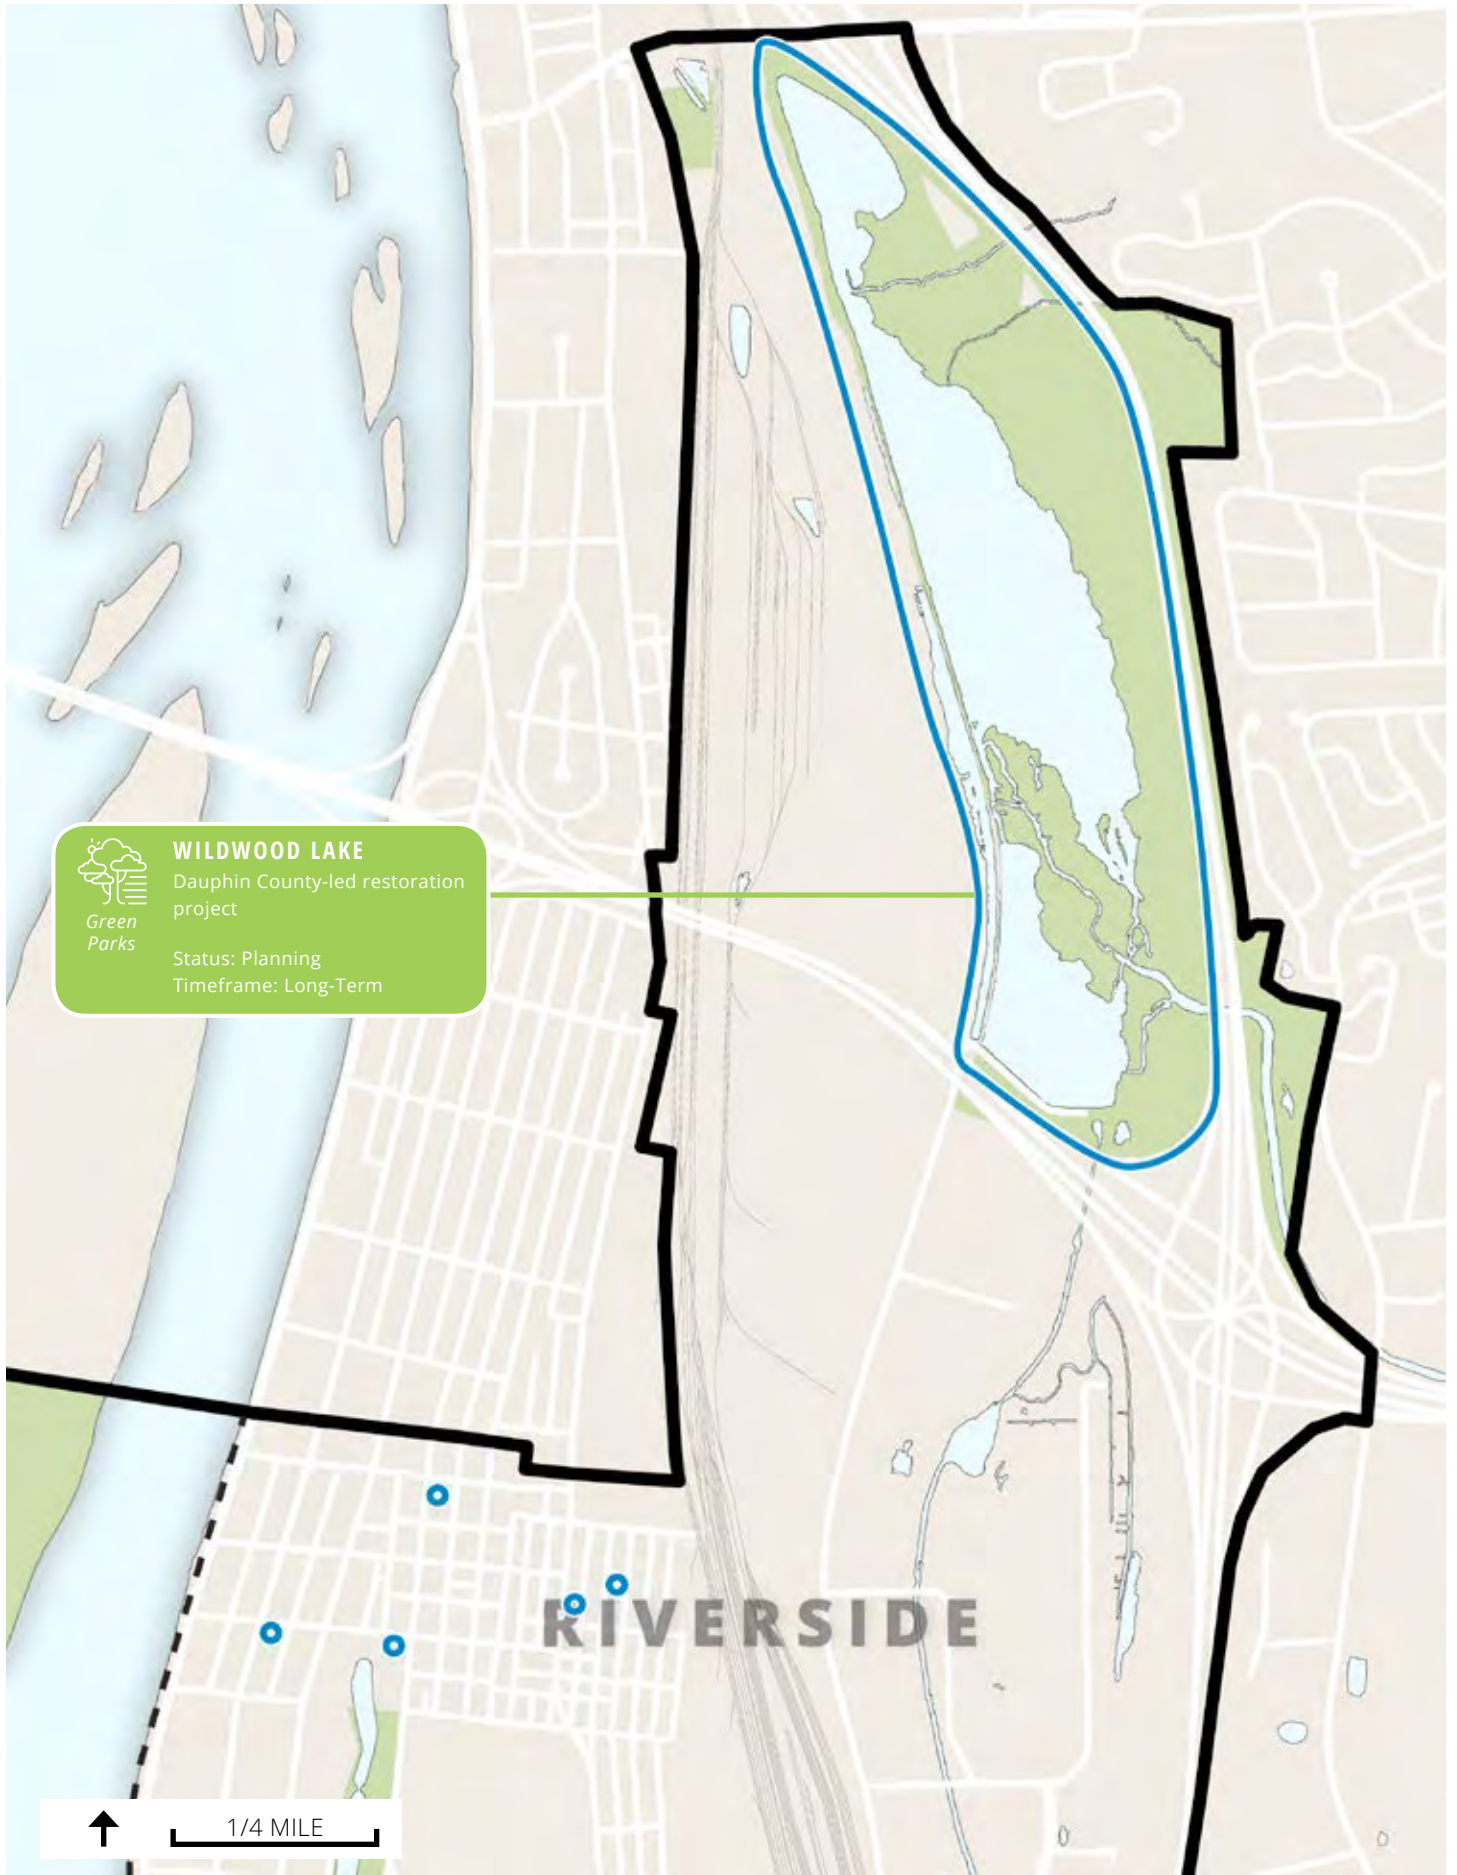 WILDWOOD LAKE
Dauphin County-led restoration
project
Green
Parks
Status: Planning
Timeframe: Long-Term
RIVERSIDE
1/4 MILE